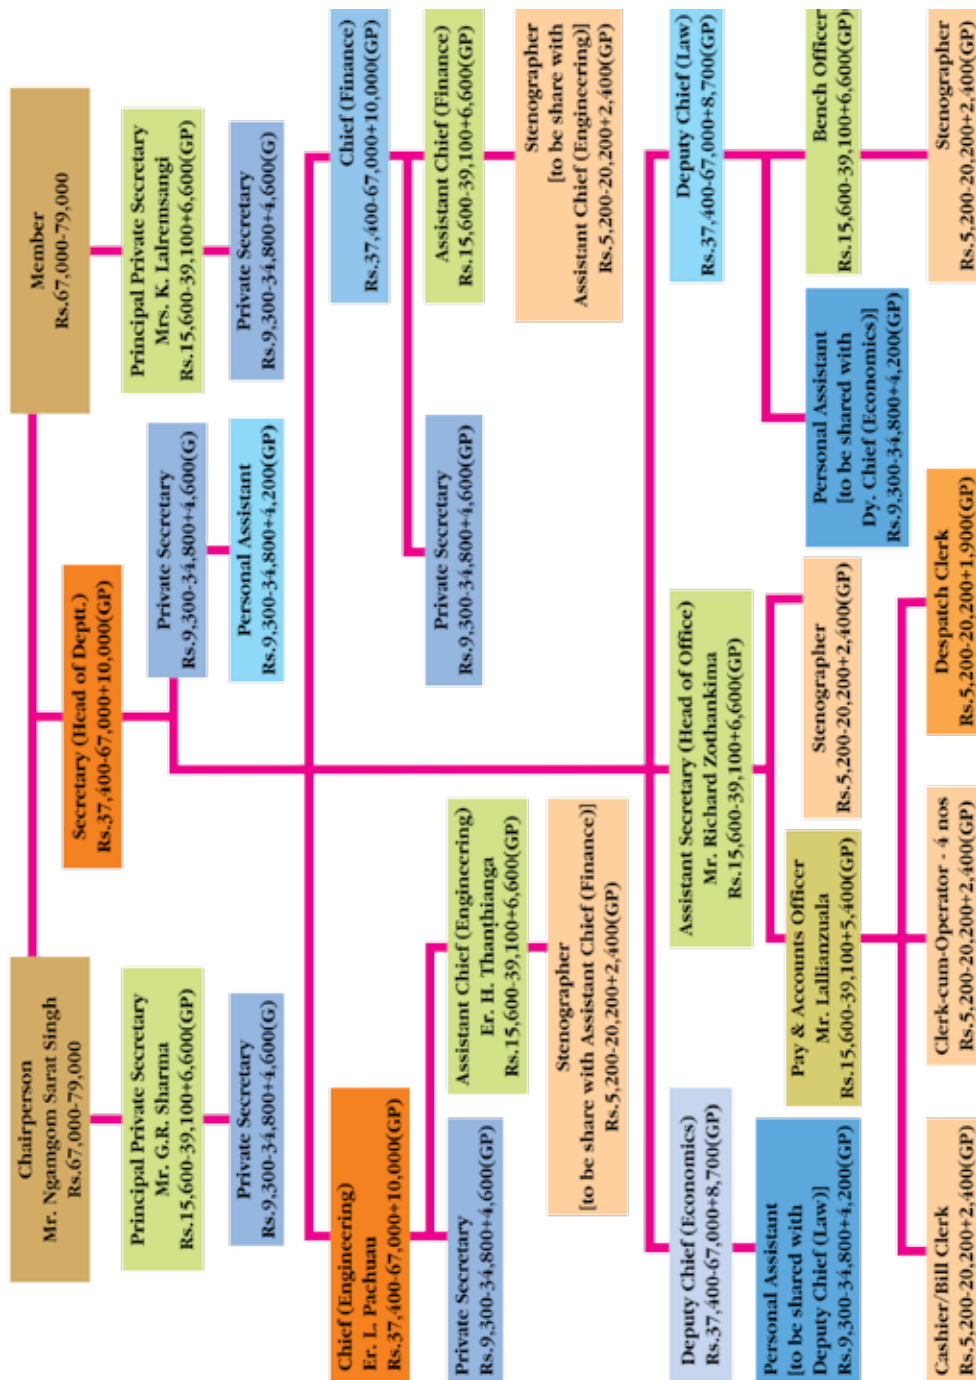 Chairperson
Mr. Ngamgom Sarat Singh
Rs.67,000-79,000
Member
Rs.67,000-79,000
Secretary (Head of Deptt.)
Rs.37,400-67,000+10,000(GP)
Principal Private Secretary
Mr. G.R. Sharma
Rs.15,600-39,100+6,600(GP)
Private Secretary
Rs.9,300-34,800+4,600(G)
Principal Private Secretary
Mrs. K. Lalremsangi
Rs.15,600-39,100+6,600(GP)
Private Secretary
Rs.9,300-34,800+4,600(G)
Personal Assistant
Rs.9,300-34,800+4,200(GP)
Private Secretary
Rs.9,300-34,800+4,600(G)
Chief (Engineering)
Er. L. Pachuau
Rs.37,400-67,000+10,000(GP)
Chief (Finance)
Rs.37,400-67,000+10,000(GP)
Private Secretary
Rs.9,300-34,800+4,600(GP)
Assistant Chief (Engineering)
Er. H. Thanṭhianga
Rs.15,600-39,100+6,600(GP)
Private Secretary
Rs.9,300-34,800+4,600(GP)
Assistant Chief (Finance)
Rs.15,600-39,100+6,600(GP)
Stenographer
[to be share with Assistant Chief (Finance)]
Rs.5,200-20,200+2,400(GP)
Stenographer
[to be share with
Assistant Chief (Engineering)]
Rs.5,200-20,200+2,400(GP)
Deputy Chief (Economics)
Rs.37,400-67,000+8,700(GP)
Assistant Secretary (Head of Office)
Mr. Richard Zothankima
Rs.15,600-39,100+6,600(GP)
Deputy Chief (Law)
Rs.37,400-67,000+8,700(GP)
Personal Assistant
[to be shared with
Deputy Chief (Law)]
Rs.9,300-34,800+4,200(GP)
Pay & Accounts Officer
Mr. Lallianzuala
Rs.15,600-39,100+5,400(GP)
Stenographer
Rs.5,200-20,200+2,400(GP)
Personal Assistant
[to be shared with
Dy. Chief (Economics)]
Rs.9,300-34,800+4,200(GP)
Bench Officer
Rs.15,600-39,100+6,600(GP)
Cashier/Bill Clerk
Rs.5,200-20,200+2,400(GP)
Clerk-cum-Operator - 4 nos
Rs.5,200-20,200+2,400(GP)
Despatch Clerk
Rs.5,200-20,200+1,900(GP)
Stenographer
Rs.5,200-20,200+2,400(GP)